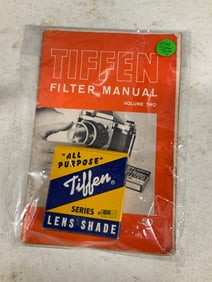 TIFFEN
FILTER MANUAL
VOLUME TWO
"ALL
PURPOSE"
Tiffen®
SERIES
LENS SHADE